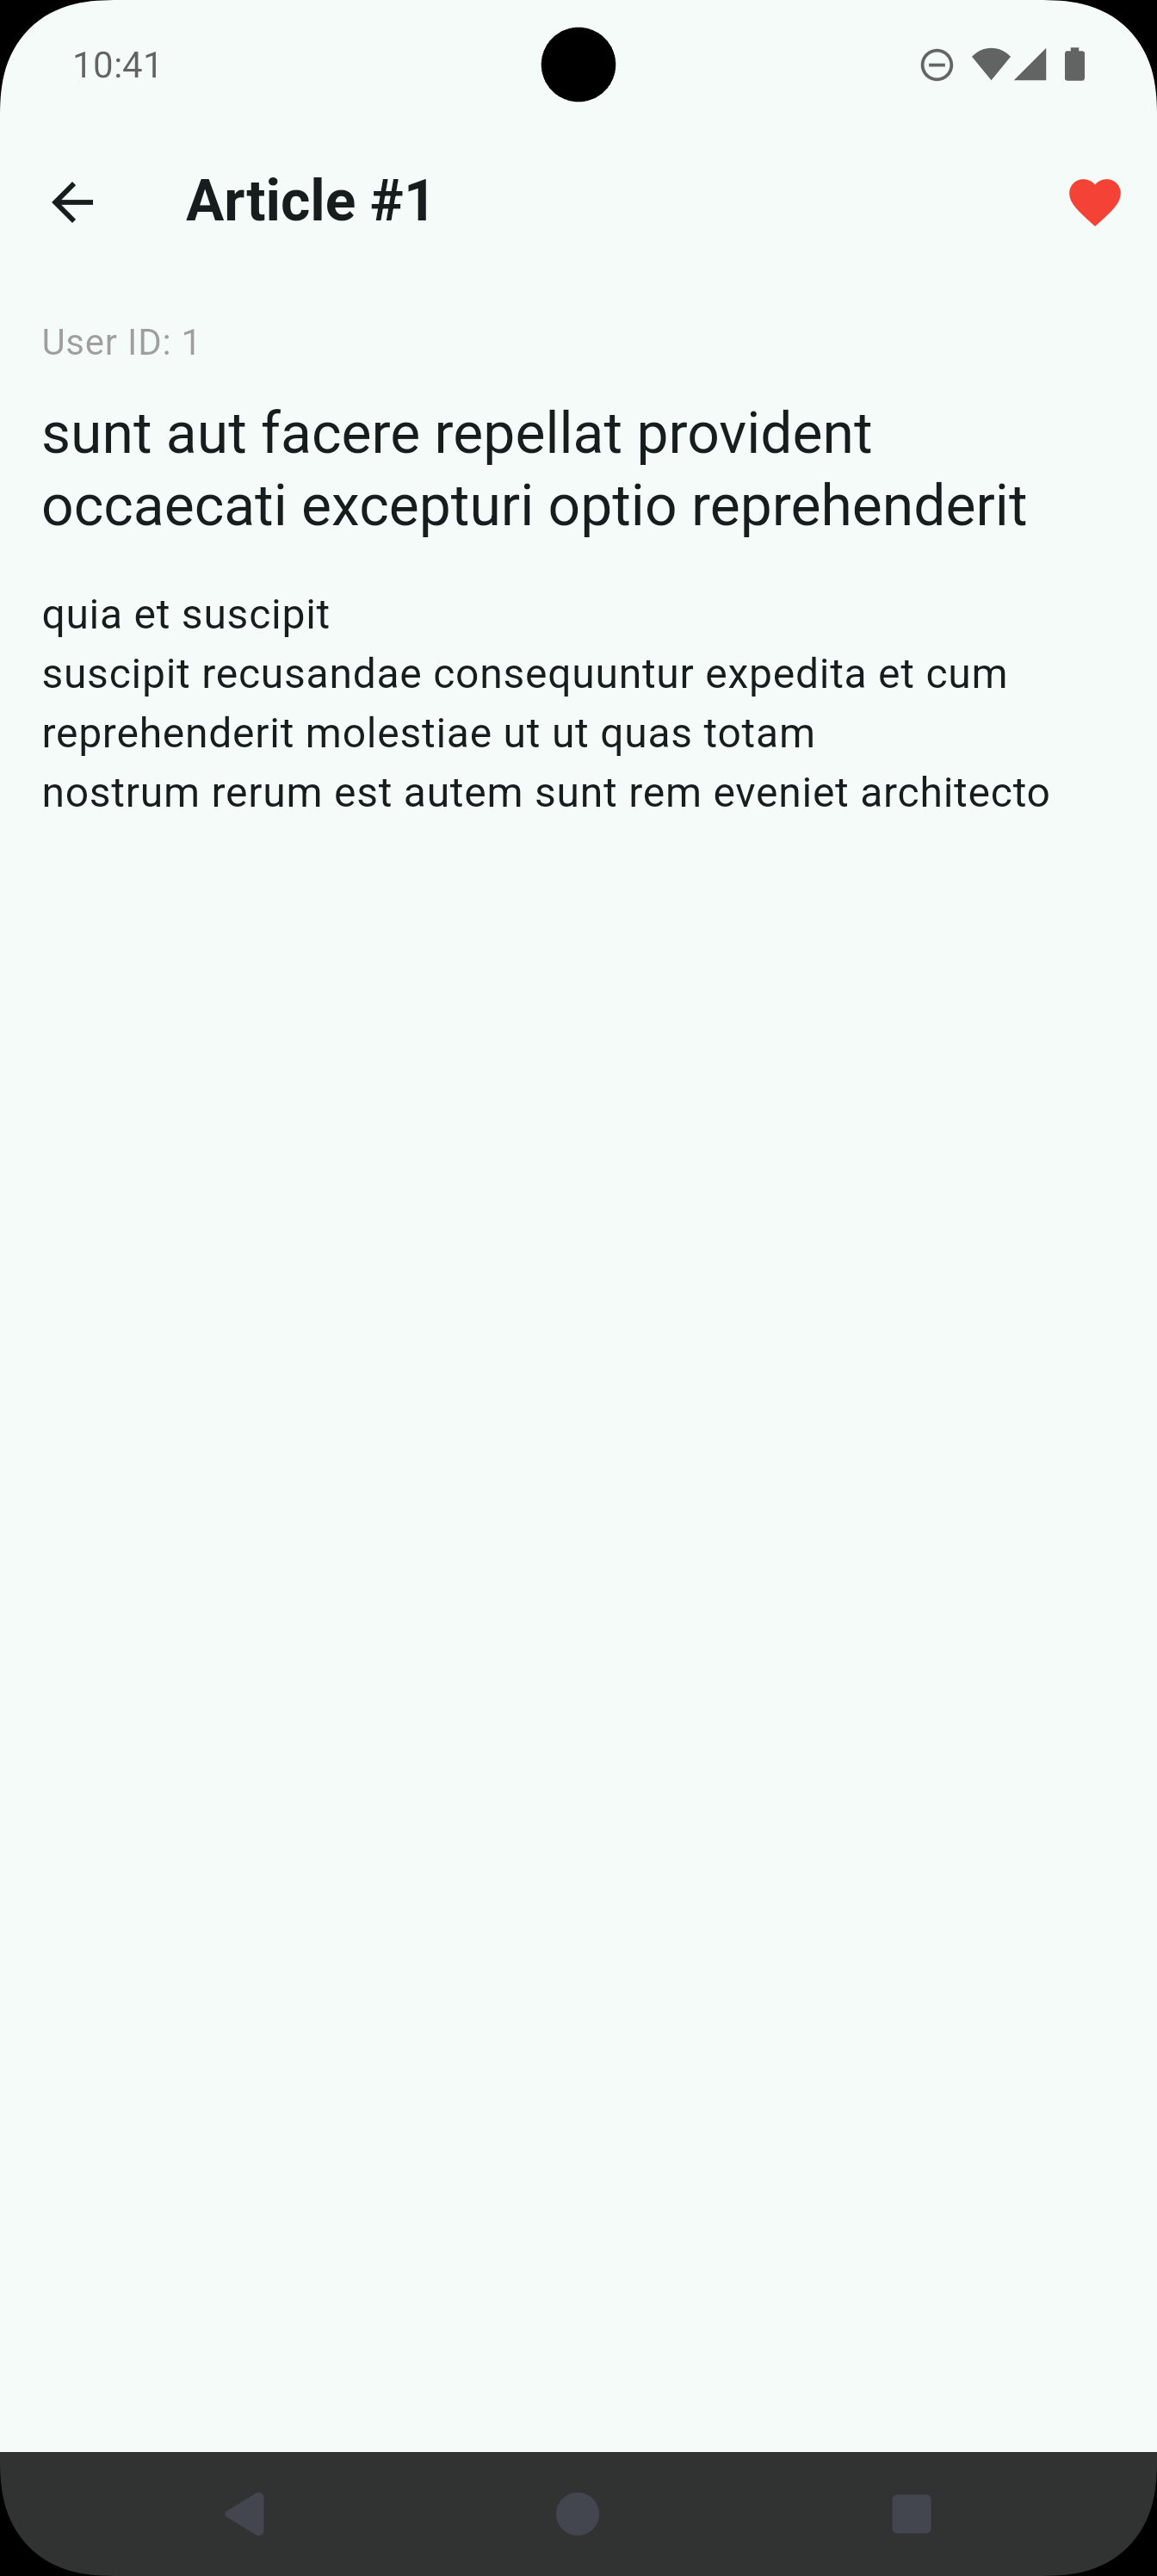 10:41
Article #1
User ID: 1
sunt aut facere repellat provident
occaecati excepturi optio reprehenderit
quia et suscipit
suscipit recusandae consequuntur expedita et cum
reprehenderit molestiae ut ut quas totam
nostrum rerum est autem sunt rem eveniet architecto